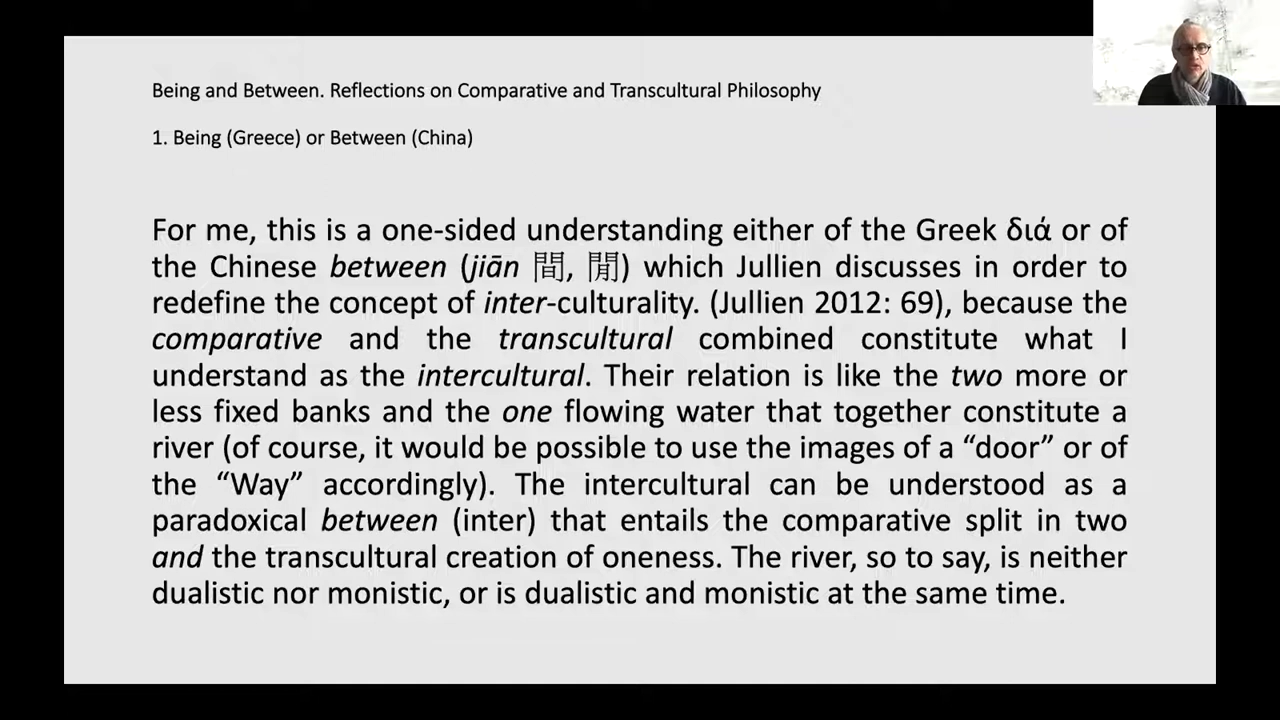 Being and Between. Reflections on Comparative and Transcultural Philosophy
1. Being (Greece) or Between (China)
For me, this is a one-sided understanding either of the Greek διά or of
the Chinese between (jiān 間, 閒) which Jullien discusses in order to
redefine the concept of inter-culturality. (Jullien 2012: 69), because the
comparative and the transcultural combined constitute what I
understand as the intercultural. Their relation is like the two more or
less fixed banks and the one flowing water that together constitute a
river (of course, it would be possible to use the images of a “door” or of
the “Way” accordingly). The intercultural can be understood as a
paradoxical between (inter) that entails the comparative split in two
and the transcultural creation of oneness. The river, so to say, is neither
dualistic nor monistic, or is dualistic and monistic at the same time.